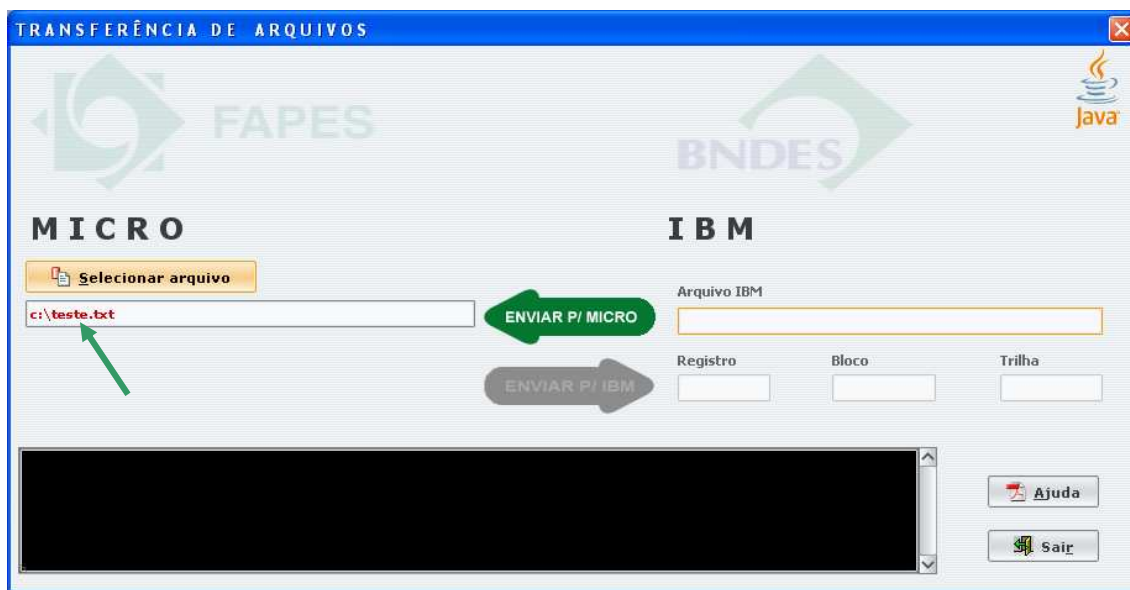 TRANSFERÊNCIA DE ARQUIVOS
FAPES
BNDES
Java
MICRO
IBM
Selecionar arquivo
c:\teste.txt
ENVIAR P/ MICRO
ENVIAR P/ IBM
Arquivo IBM
Registro Bloco Trilha
Ajuda
Sair